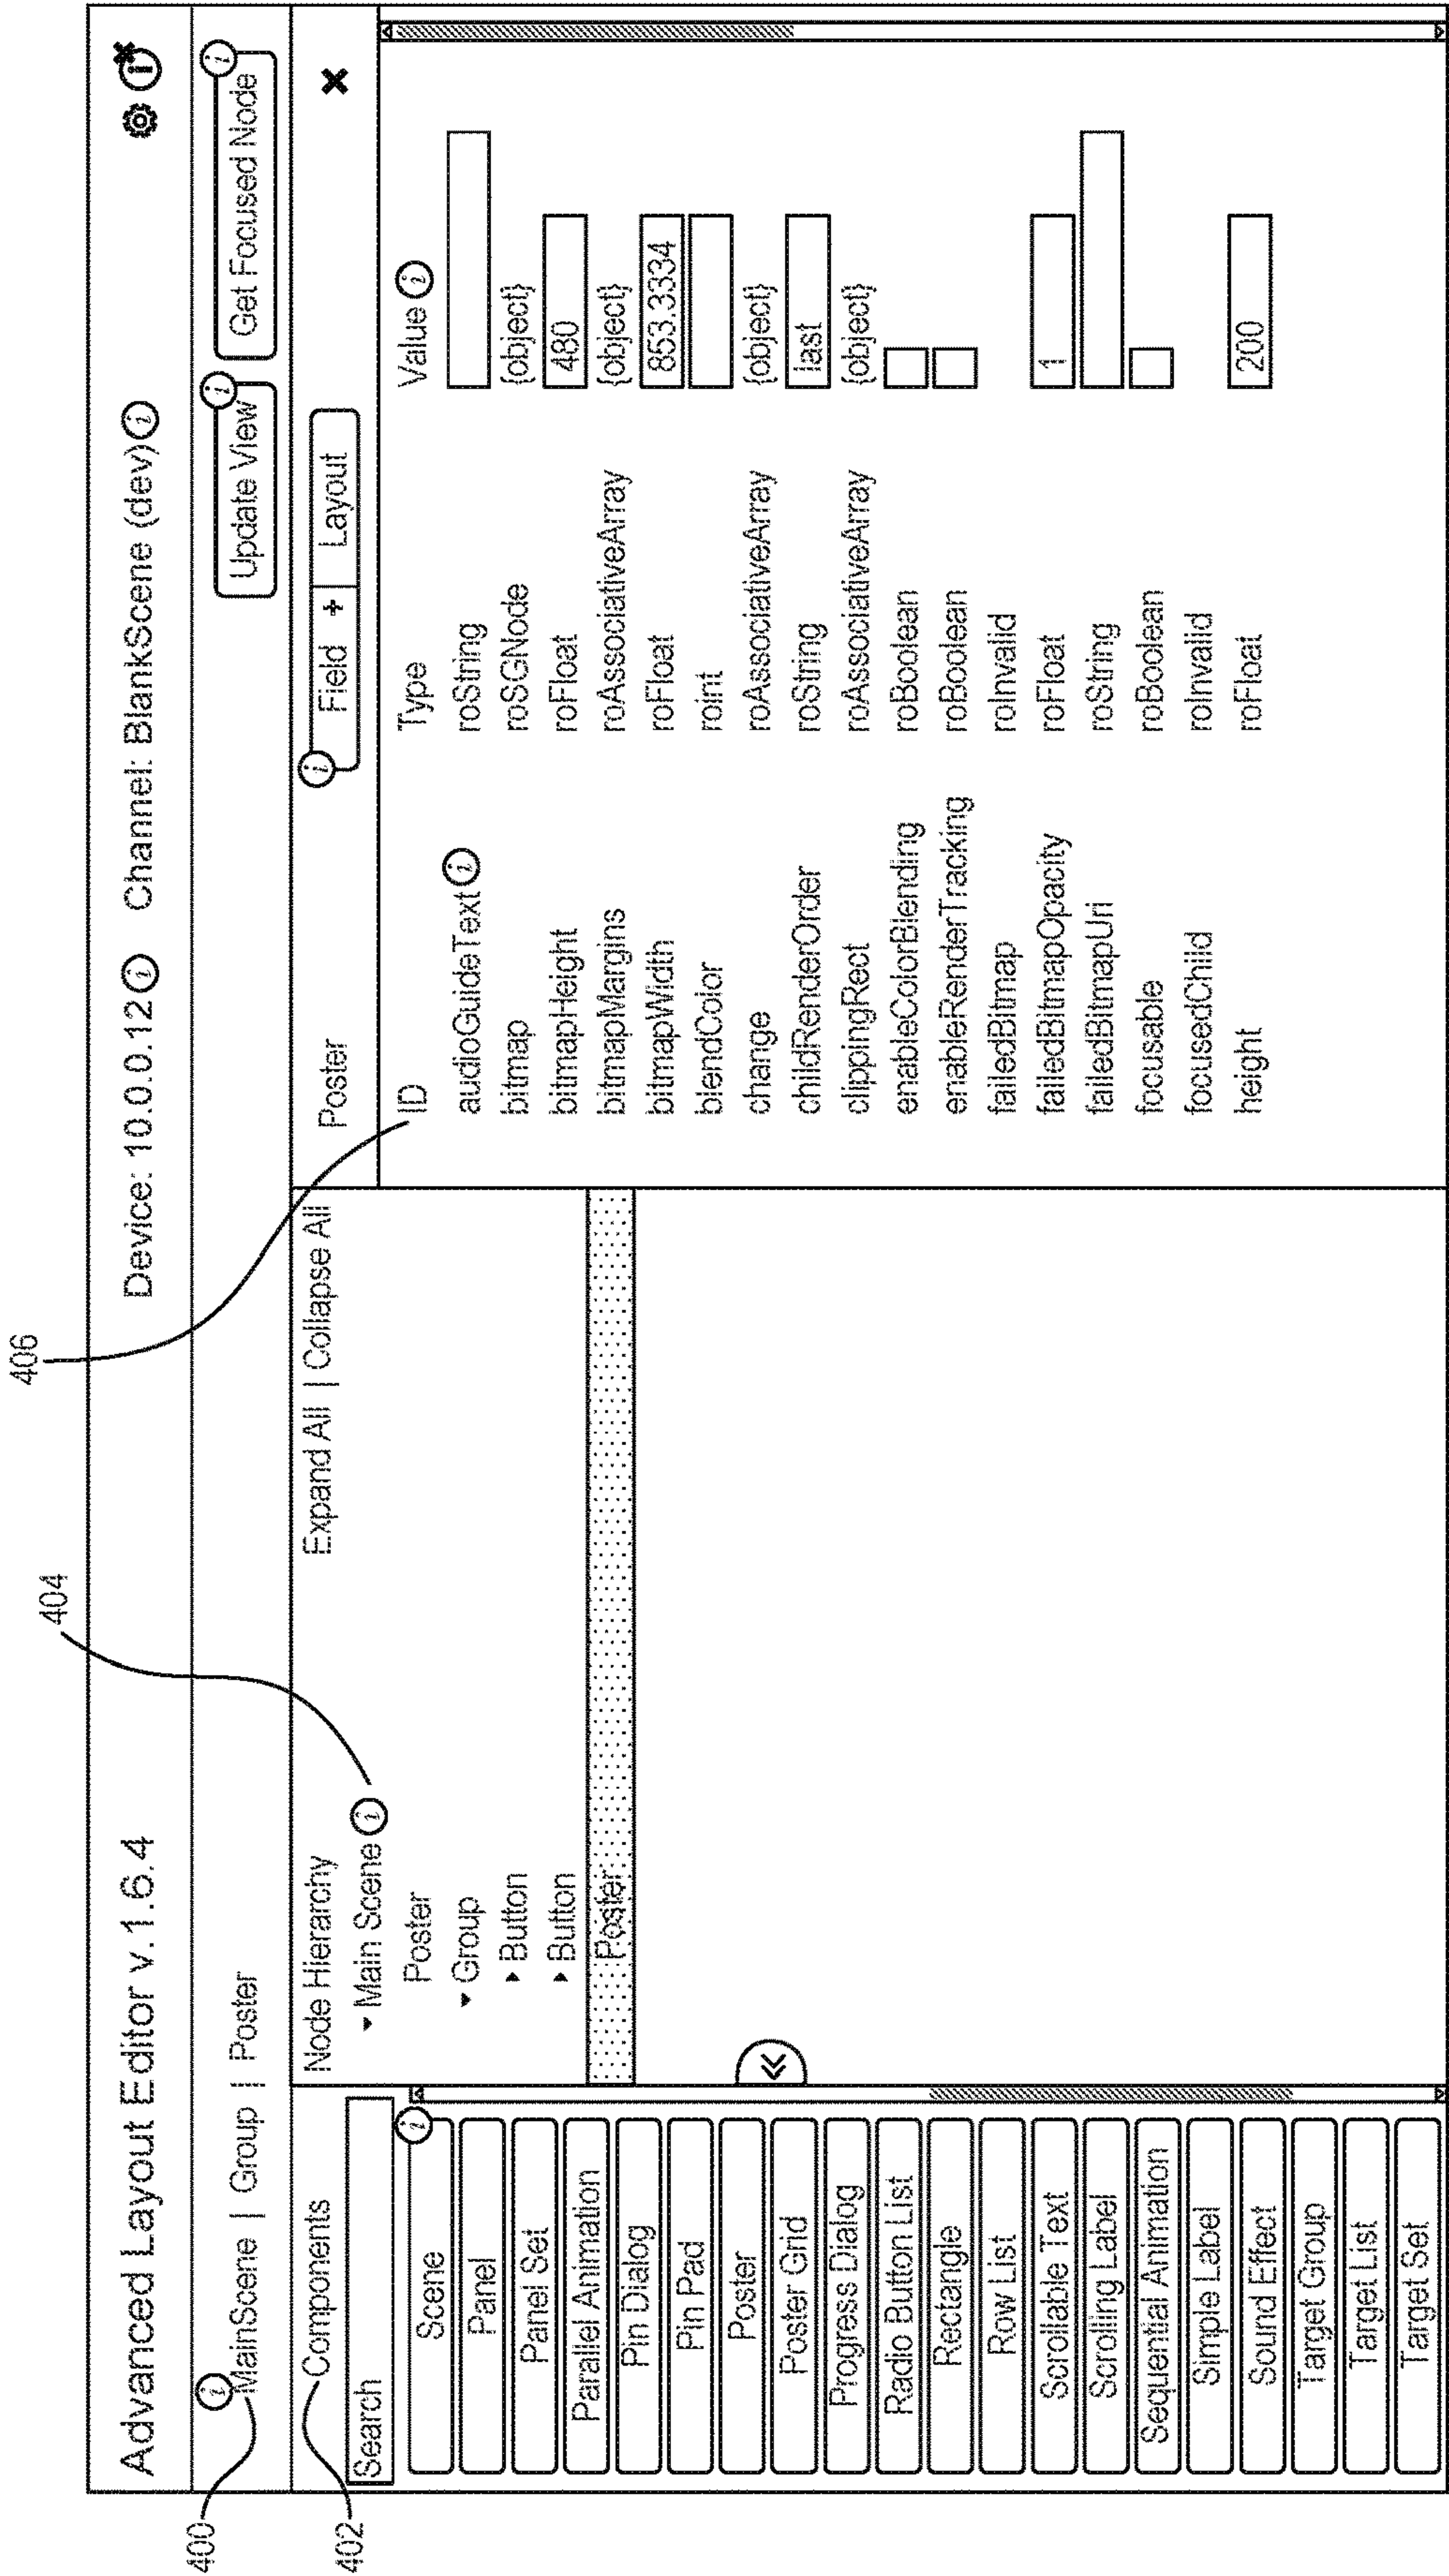 406
404
400
402
Advanced Layout Editor v.1.6.4 Device: 10.0.0.12 i Channel: BlankScene (dev) i
i
MainScene | Group | Poster
Update View i Get Focused Node i
Components
Search
i
Scene
Panel
Panel Set
Parallel Animation
Pin Dialog
Pin Pad
Poster
Poster Grid
Progress Dialog
Radio Button List
Rectangle
Row List
Scrollable Text
Scrolling Label
Sequential Animation
Simple Label
Sound Effect
Target Group
Target List
Target Set
Node Hierarchy Expand All | Collapse All
Main Scene i
Poster
Group
Button
Button
Poster
Poster i Field + Layout
ID Type Value i
audioGuideText i roString
bitmap roSGNode {object}
bitmapHeight roFloat 480
bitmapMargins roAssociativeArray {object}
bitmapWidth roFloat 853.3334
blendColor roint
change roAssociativeArray {object}
childRenderOrder roString last
clippingRect roAssociativeArray {object}
enableColorBlending roBoolean
enableRenderTracking roBoolean
failedBitmap roInvalid
failedBitmapOpacity roFloat 1
failedBitmapUri roString
focusable roBoolean
focusedChild roInvalid
height roFloat 200